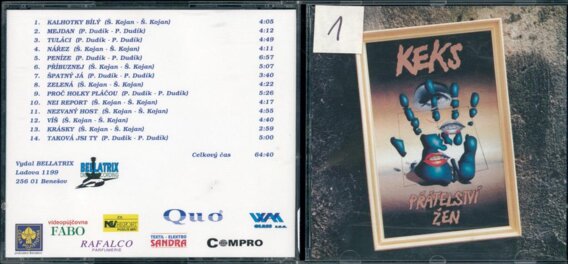 1. KALHOTKY BÍLÝ (Š. Kojan - Š. Kojan) 4:05
2. MEJDAN (P. Dudík - P. Dudík) 4:12
3. TULÁCI (P. Dudík - P. Dudík) 4:49
4. NÁŘEZ (Š. Kojan - Š. Kojan) 4:11
5. PENÍZE (P. Dudík - P. Dudík) 6:57
6. PŘÍBUZNEJ (Š. Kojan - Š. Kojan) 5:07
7. ŠPATNÝ JÁ (P. Dudík - P. Dudík) 3:40
8. ZELENÁ (Š. Kojan - Š. Kojan) 4:22
9. PROČ HOLKY PLÁČOU (P. Dudík - P. Dudík) 5:26
10. NEI REPORT (Š. Kojan - Š. Kojan) 4:17
11. NEZVANÝ HOST (Š. Kojan - Š. Kojan) 4:55
12. VÍŠ (Š. Kojan - Š. Kojan) 4:40
13. KRÁSKY (Š. Kojan - Š. Kojan) 2:59
14. TAKOVÁ JSI TY (P. Dudík - P. Dudík) 5:00
Celkový čas 64:40
Vydal BELLATRIX
Ladova 1199
256 01 Benešov
BELLATRIX
videopůjčovna
FABO
RAFALCO
PARFUMERIE
NEI REPORT
Quo
TEXTIL - ELEKTRO
SANDRA
COMPRO
WAK
GLASS s.r.o.
1
KEKS
PŘÁTELSTVÍ
ŽEN